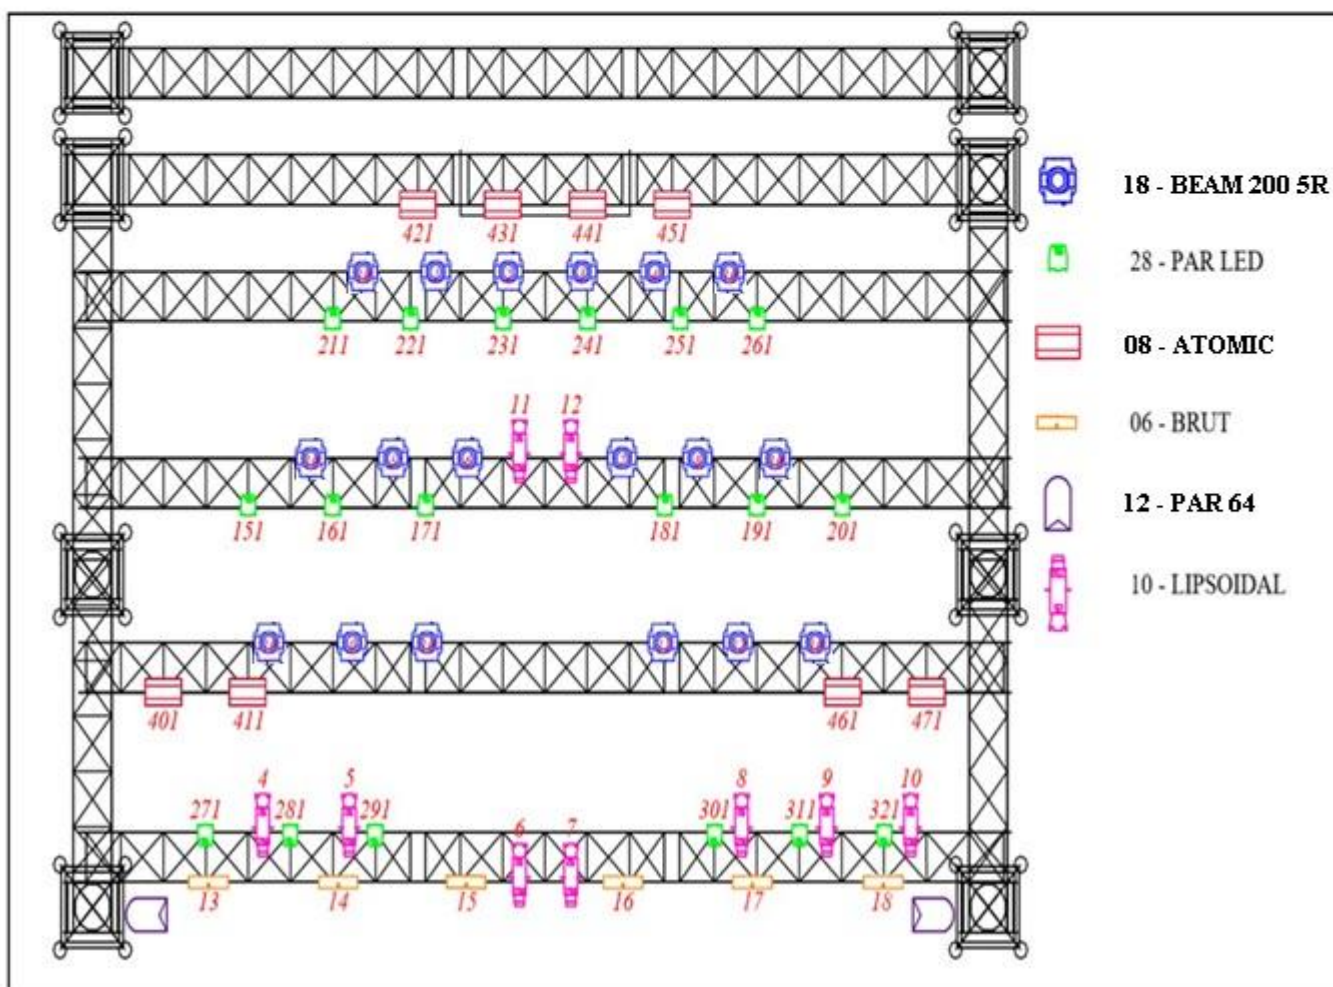 421 431 441 451
211 221 231 241 251 261
11 12
151 161 171 181 191 201
401 411 461 471
4 5 8 9 10
271 281 291 301 311 321
6 7
13 14 15 16 17 18
18 - BEAM 200 5R
28 - PAR LED
08 - ATOMIC
06 - BRUT
12 - PAR 64
10 - LIPSOIDAL